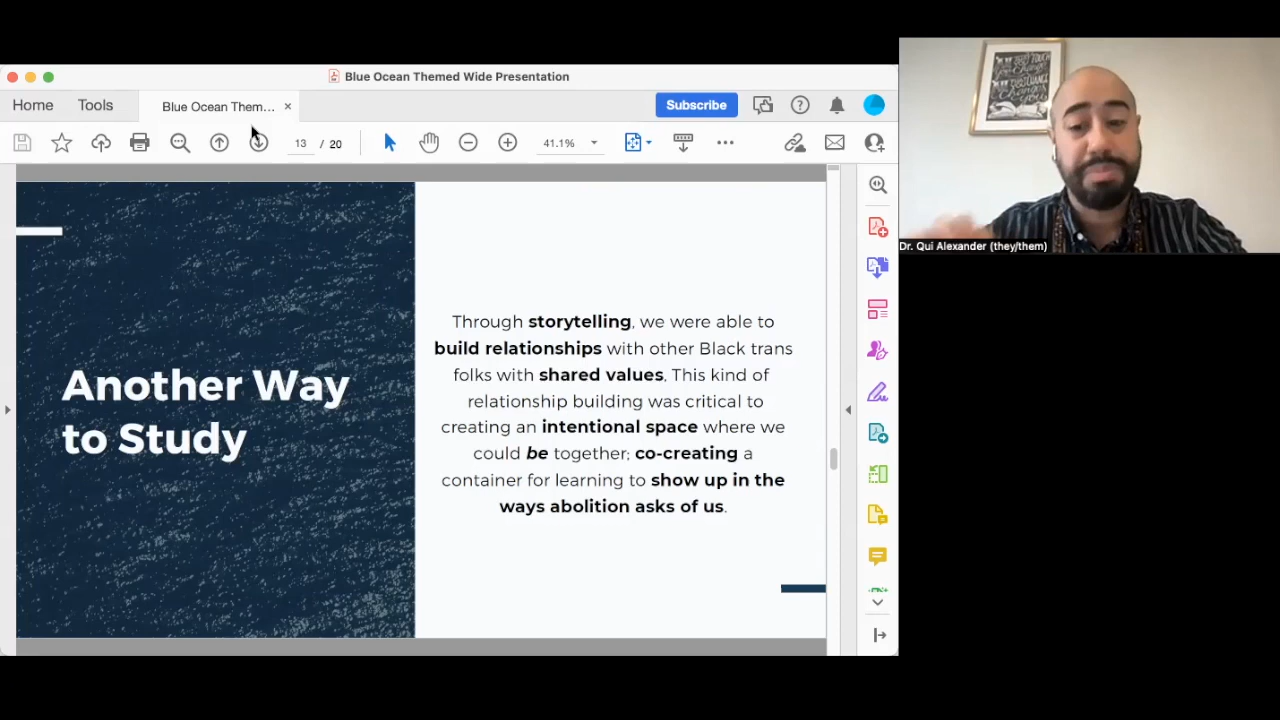 Blue Ocean Themed Wide Presentation
Home
Tools
Blue Ocean Them...
Subscribe
13 / 20
41.1%
Another Way
to Study
Through storytelling, we were able to
build relationships with other Black trans
folks with shared values. This kind of
relationship building was critical to
creating an intentional space where we
could be together; co-creating a
container for learning to show up in the
ways abolition asks of us.
YOU TOUCH
Dr. Qui Alexander (they/them)